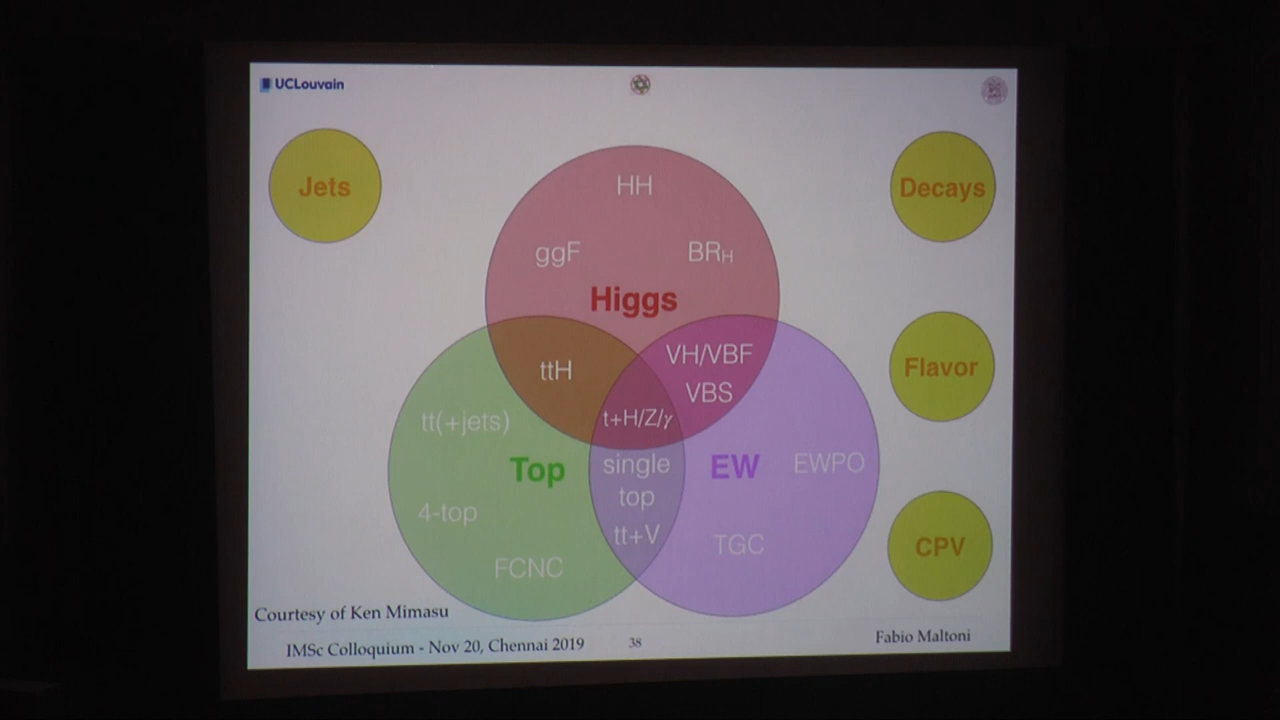 UCLouvain
Jets
Decays
HH
ggF
BRH
Higgs
Flavor
ttH
VH/VBF
VBS
t+H/Z/γ
tt(+jets)
Top
single
top
tt+V
EW
EWPO
4-top
TGC
FCNC
CPV
Courtesy of Ken Mimasu
IMSc Colloquium - Nov 20, Chennai 2019
38
Fabio Maltoni